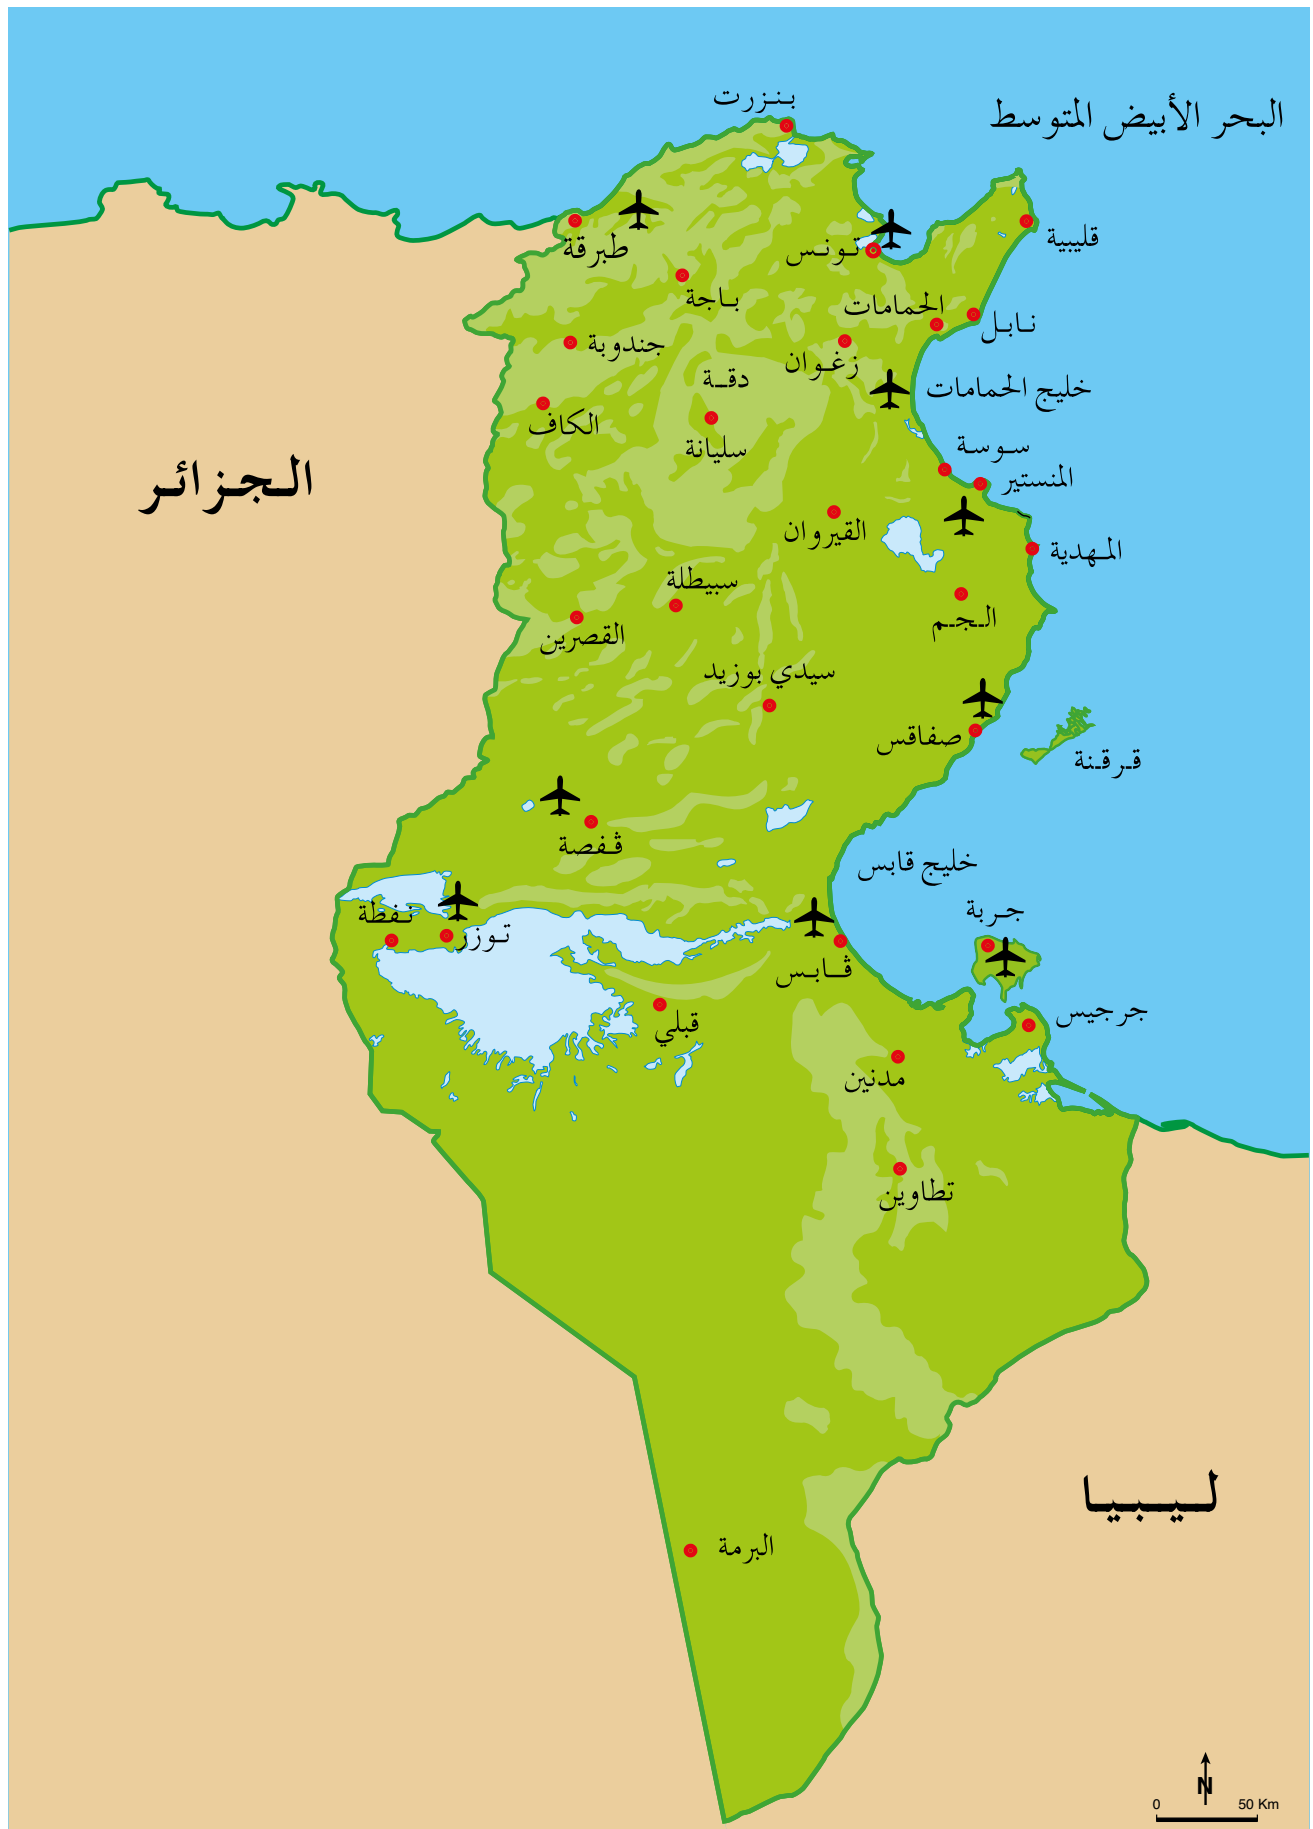 بنزرت
البحر الأبيض المتوسط
طبرقة
تونس
قليبية
باجة
الحمامات
نابل
جندوبة
زغوان
دقة
خليج الحمامات
الكاف
سليانة
سوسة
المنستير
الجزائر
القيروان
المهدية
سبيطلة
الجم
القصرين
سيدي بوزيد
صفاقس
قرقنة
ڨفصة
خليج قابس
نفطة
جربة
توزر
ڨابس
قبلي
جرجيس
مدنين
تطاوين
ليبيا
البرمة
N
0 50 Km